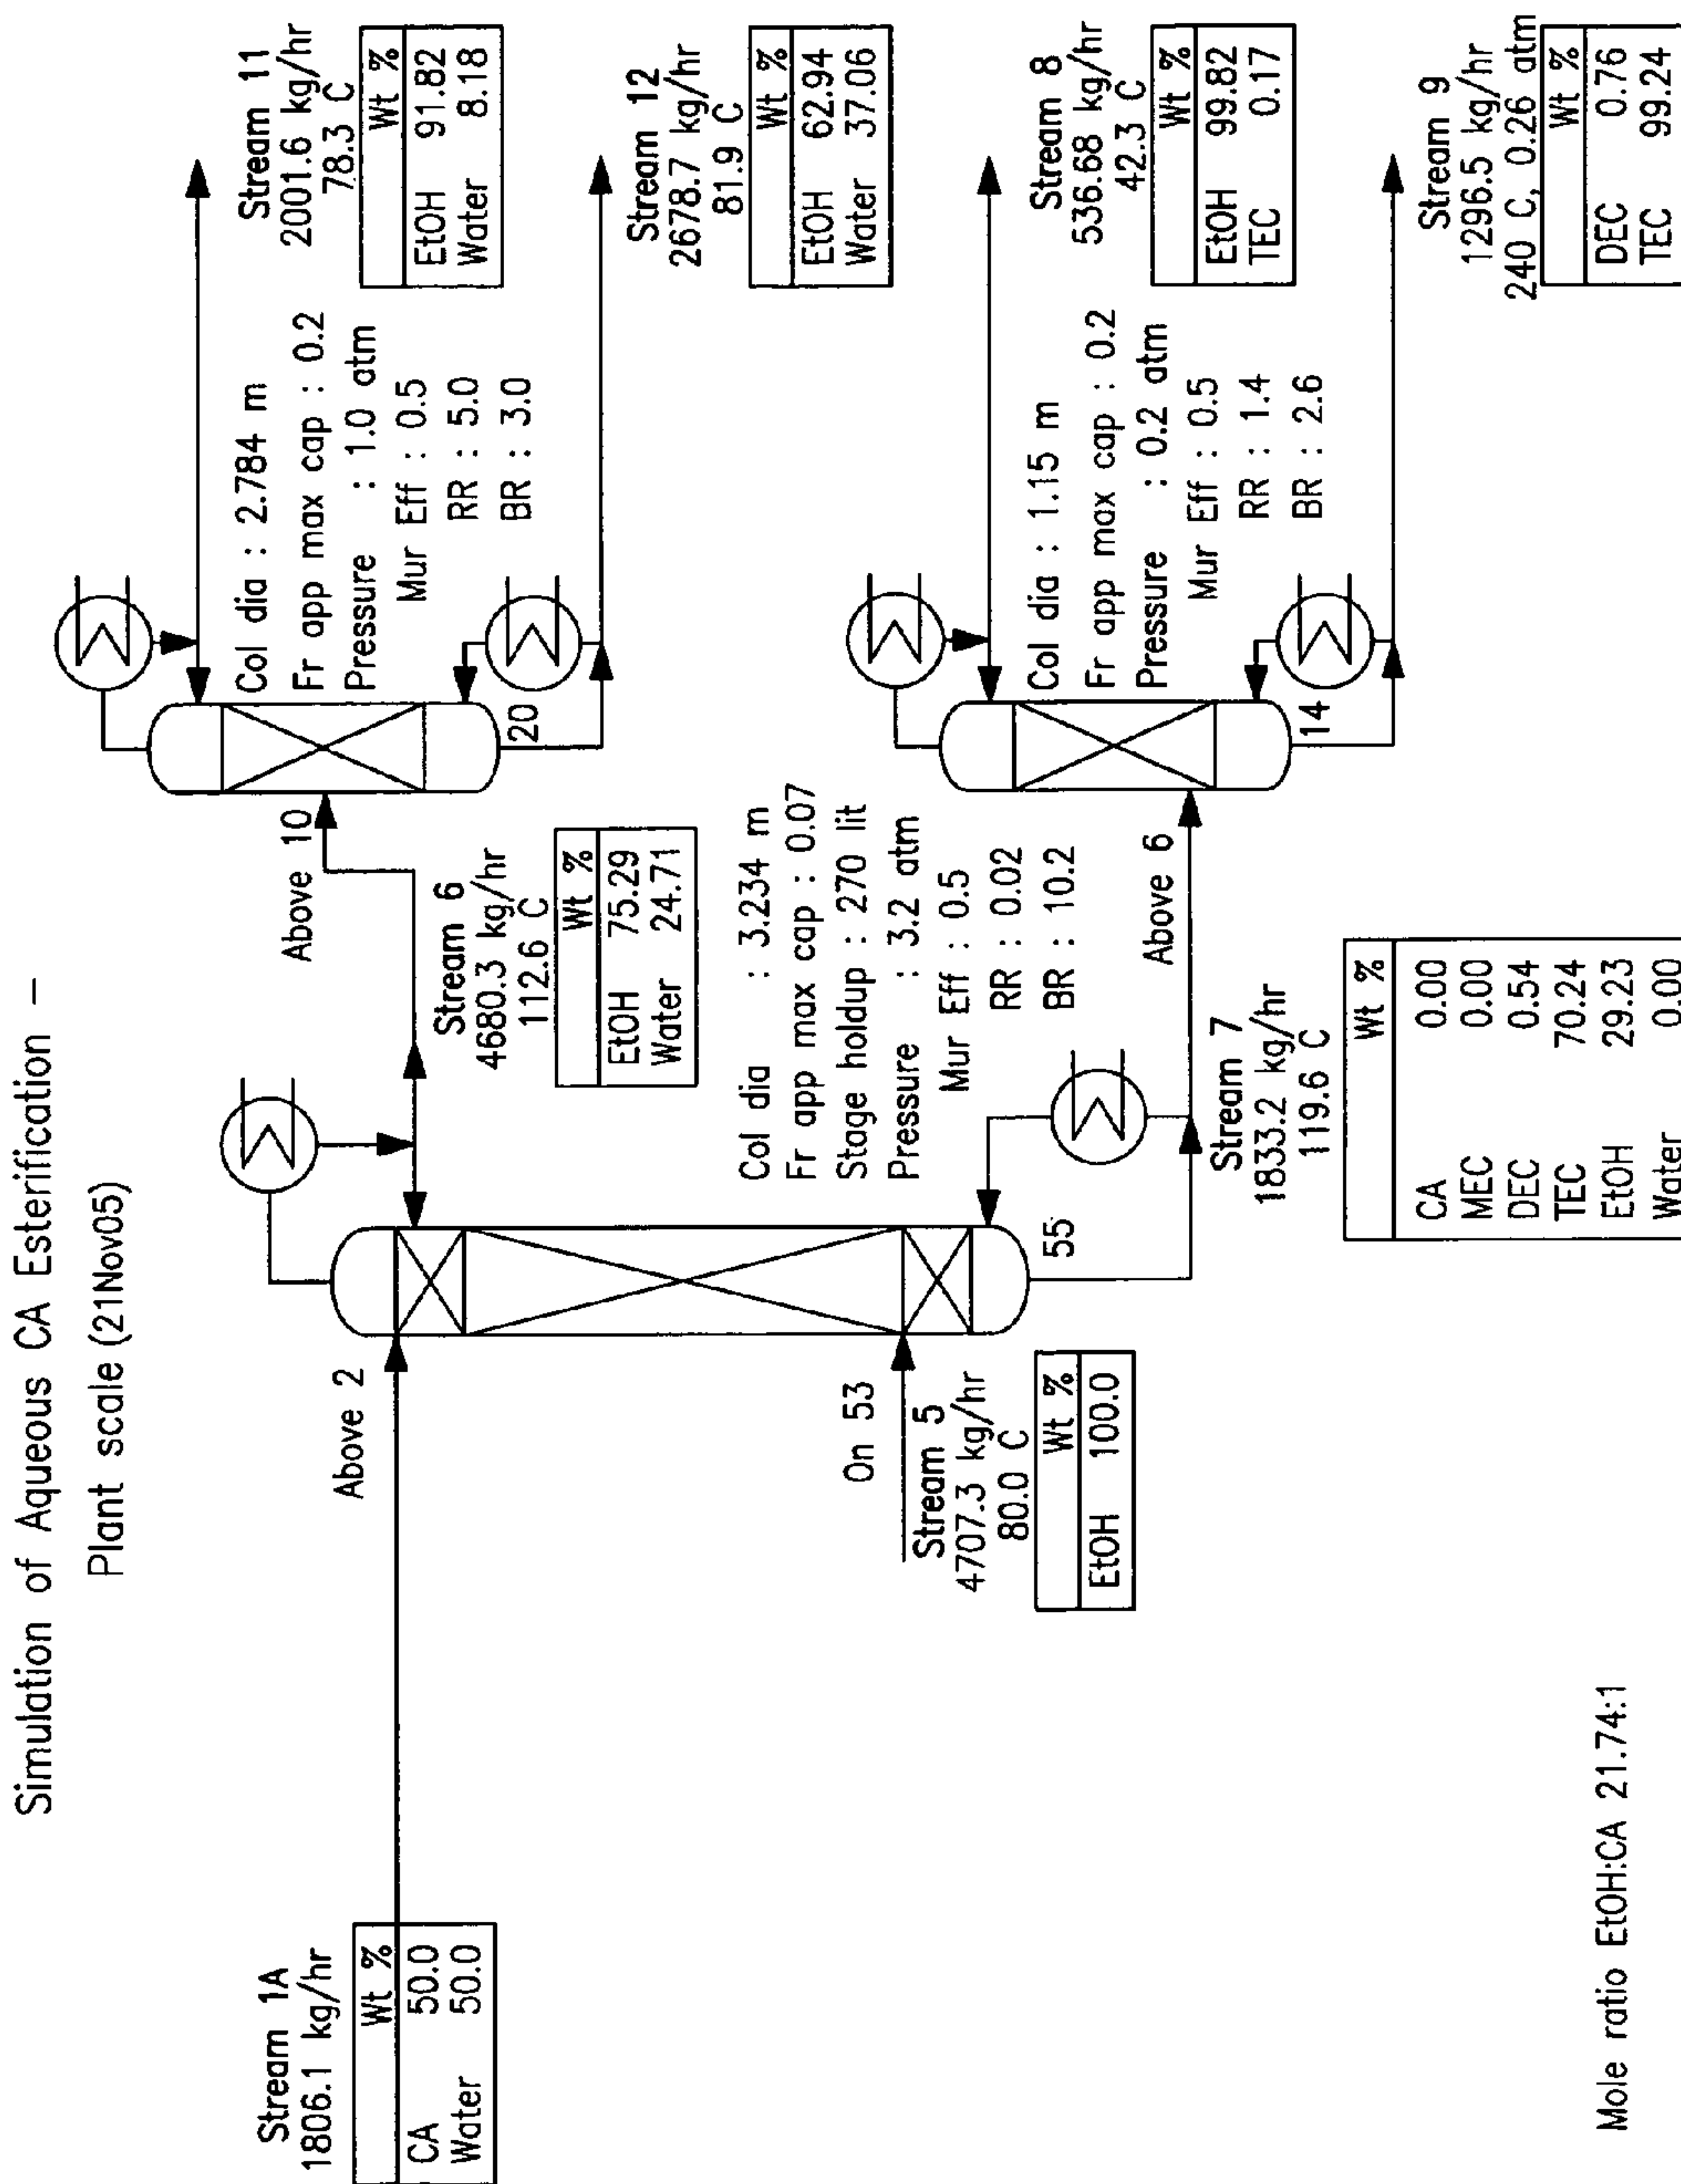 Simulation of Aqueous CA Esterification –
Plant scale (21Nov05)
Stream 1A
1806.1 kg/hr
Wt %
CA 50.0
Water 50.0
Above 2
On 53
Stream 5
4707.3 kg/hr
80.0 C
Wt %
EtOH 100.0
55
Stream 6
4680.3 kg/hr
112.6 C
Wt %
EtOH 75.29
Water 24.71
Col dia : 3.234 m
Fr app max cap : 0.07
Stage holdup : 270 lit
Pressure : 3.2 atm
Mur Eff : 0.5
RR : 0.02
BR : 10.2
Stream 7
1833.2 kg/hr
119.6 C
Wt %
CA 0.00
MEC 0.00
DEC 0.54
TEC 70.24
EtOH 29.23
Water 0.00
Above 10
20
Col dia : 2.784 m
Fr app max cap : 0.2
Pressure : 1.0 atm
Mur Eff : 0.5
RR : 5.0
BR : 3.0
Stream 11
2001.6 kg/hr
78.3 C
Wt %
EtOH 91.82
Water 8.18
Stream 12
2678.7 kg/hr
81.9 C
Wt %
EtOH 62.94
Water 37.06
Above 6
14
Col dia : 1.15 m
Fr app max cap : 0.2
Pressure : 0.2 atm
Mur Eff : 0.5
RR : 1.4
BR : 2.6
Stream 8
536.68 kg/hr
42.3 C
Wt %
EtOH 99.82
TEC 0.17
Stream 9
1296.5 kg/hr
240 C, 0.26 atm
Wt %
DEC 0.76
TEC 99.24
Mole ratio EtOH:CA 21.74:1